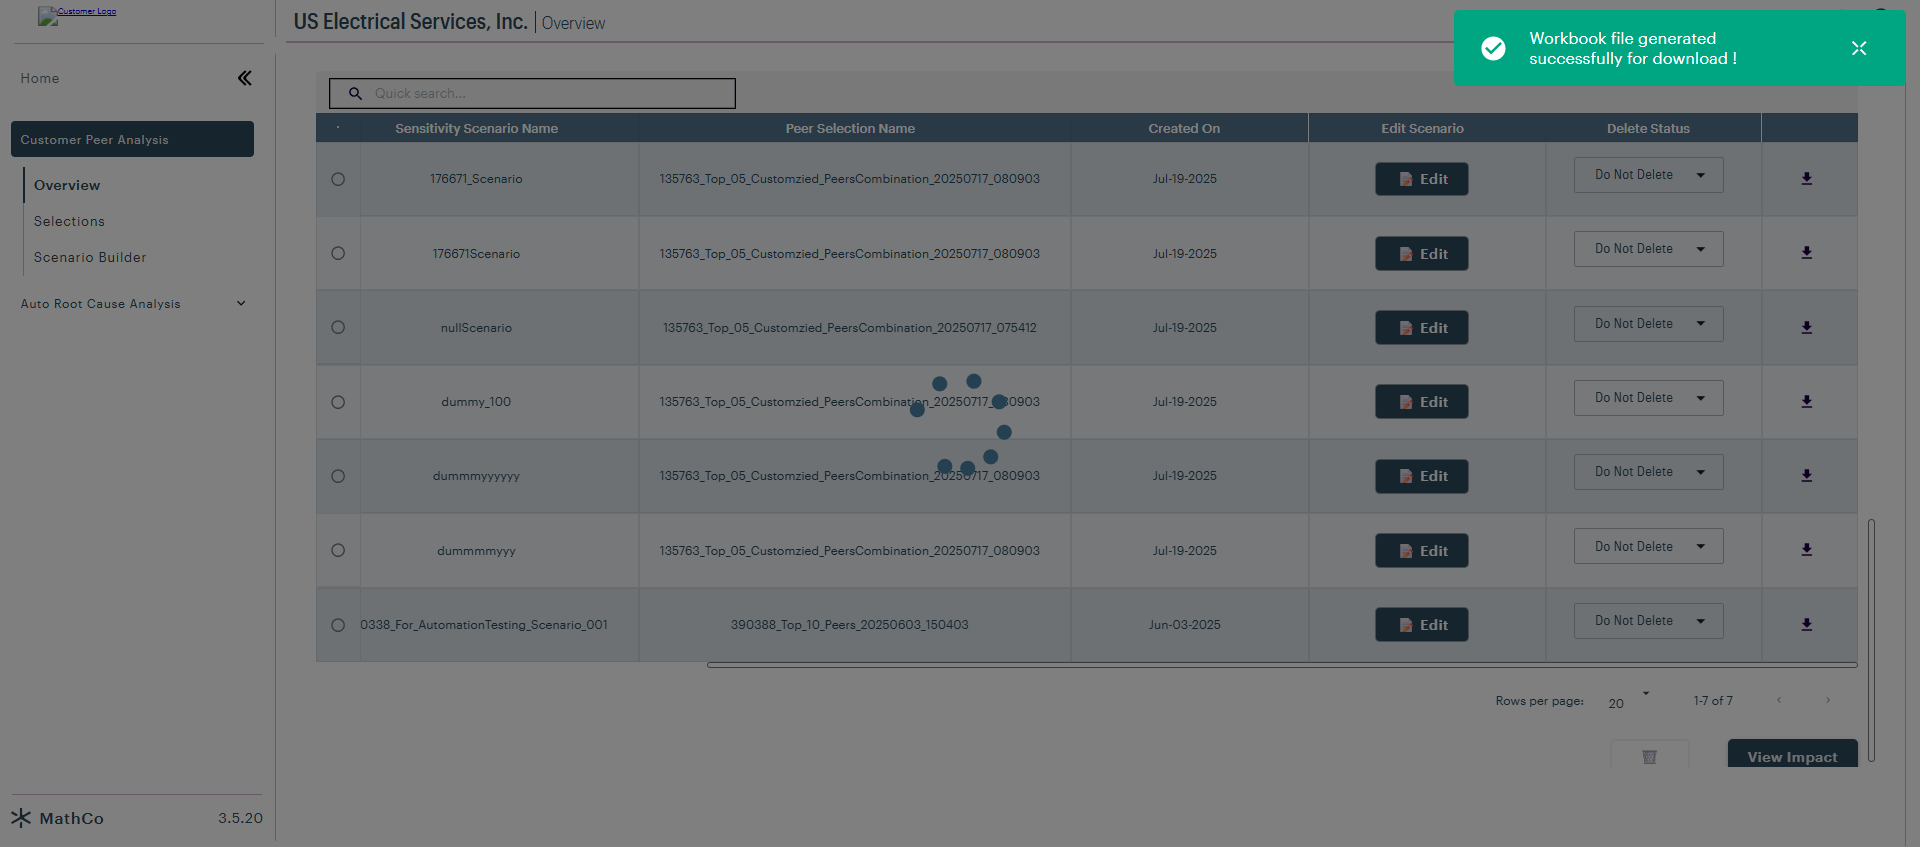 Customer Logo
US Electrical Services, Inc. | Overview
Workbook file generated
successfully for download !
Home
Quick search...
Customer Peer Analysis
Overview
Selections
Scenario Builder
Auto Root Cause Analysis
Sensitivity Scenario Name Peer Selection Name Created On Edit Scenario Delete Status
176671_Scenario 135763_Top_05_Customzied_PeersCombination_20250717_080903 Jul-19-2025 Edit Do Not Delete
176671Scenario 135763_Top_05_Customzied_PeersCombination_20250717_080903 Jul-19-2025 Edit Do Not Delete
nullScenario 135763_Top_05_Customzied_PeersCombination_20250717_075412 Jul-19-2025 Edit Do Not Delete
dummy_100 135763_Top_05_Customzied_PeersCombination_20250717_080903 Jul-19-2025 Edit Do Not Delete
dummmyyyyyy 135763_Top_05_Customzied_PeersCombination_20250717_080903 Jul-19-2025 Edit Do Not Delete
dummmmyyy 135763_Top_05_Customzied_PeersCombination_20250717_080903 Jul-19-2025 Edit Do Not Delete
0338_For_AutomationTesting_Scenario_001 390388_Top_10_Peers_20250603_150403 Jun-03-2025 Edit Do Not Delete
Rows per page: 20 1-7 of 7
View Impact
MathCo 3.5.20